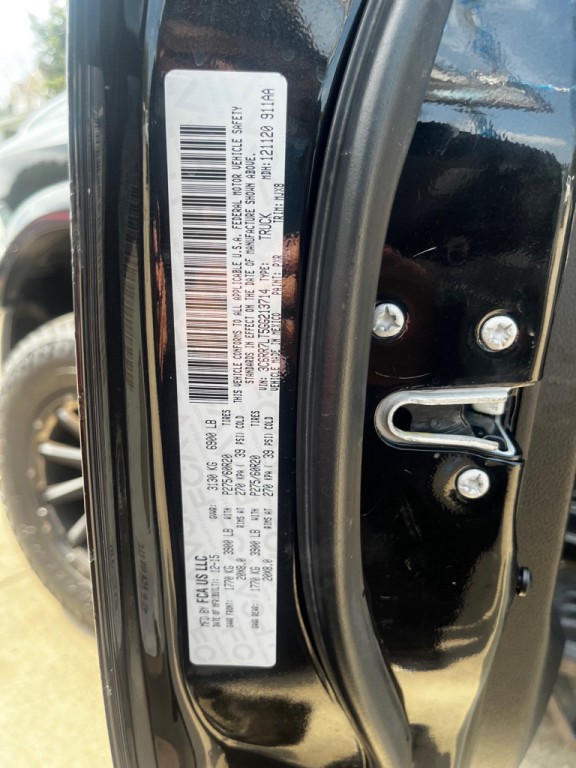 MFD BY FCA US LLC
DATE OF MFR(BUILT): 12-15 GVWR: 3130 KG 6900 LB
GAWR FRONT: 1770 KG 3900 LB WITH P275/60R20 TIRES
20X8.0 RIMS AT 270 KPA ( 39 PSI) COLD
GAWR REAR: 1770 KG 3900 LB WITH P275/60R20 TIRES
20X8.0 RIMS AT 270 KPA ( 39 PSI) COLD
THIS VEHICLE CONFORMS TO ALL APPLICABLE U.S.A. FEDERAL MOTOR VEHICLE SAFETY
STANDARDS IN EFFECT ON THE DATE OF MANUFACTURE SHOWN ABOVE.
VIN: 3C6RR7LT5GG213714 TYPE: TRUCK MDH: 121120 911AA
VEHICLE MADE IN MEXICO PAINT: PXR TRIM: MJX8